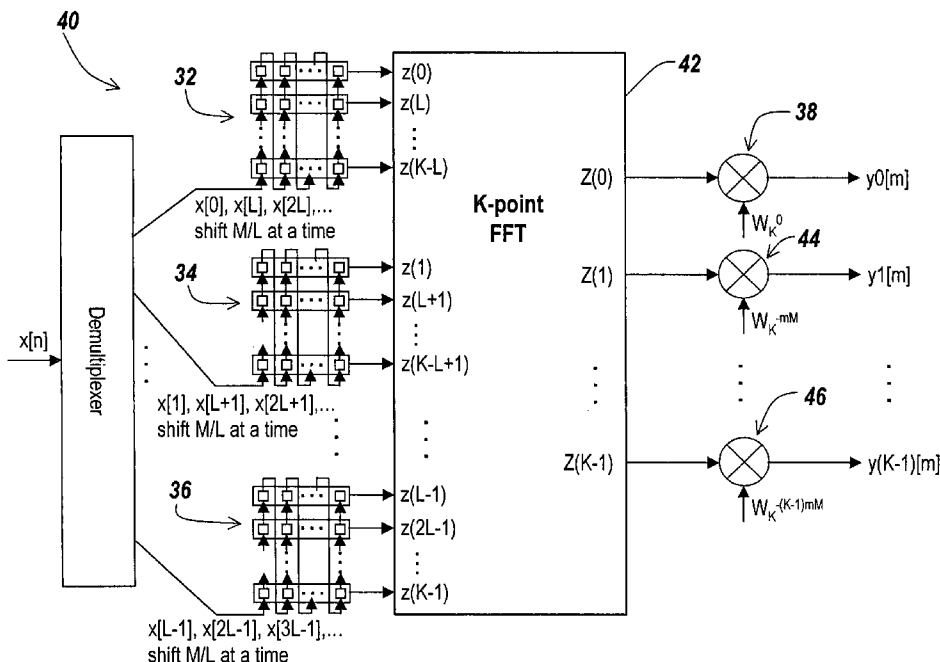 40
32
z(0)
z(L)
z(K-L)
x[0], x[L], x[2L],...
shift M/L at a time
34
z(1)
z(L+1)
z(K-L+1)
x[1], x[L+1], x[2L+1],...
shift M/L at a time
36
z(L-1)
z(2L-1)
z(K-1)
x[L-1], x[2L-1], x[3L-1],...
shift M/L at a time
x[n]
Demultiplexer
K-point
FFT
42
Z(0)
38
y0[m]
W_K^0
44
Z(1)
y1[m]
W_K^-mM
46
Z(K-1)
y(K-1)[m]
W_K^-(K-1)mM